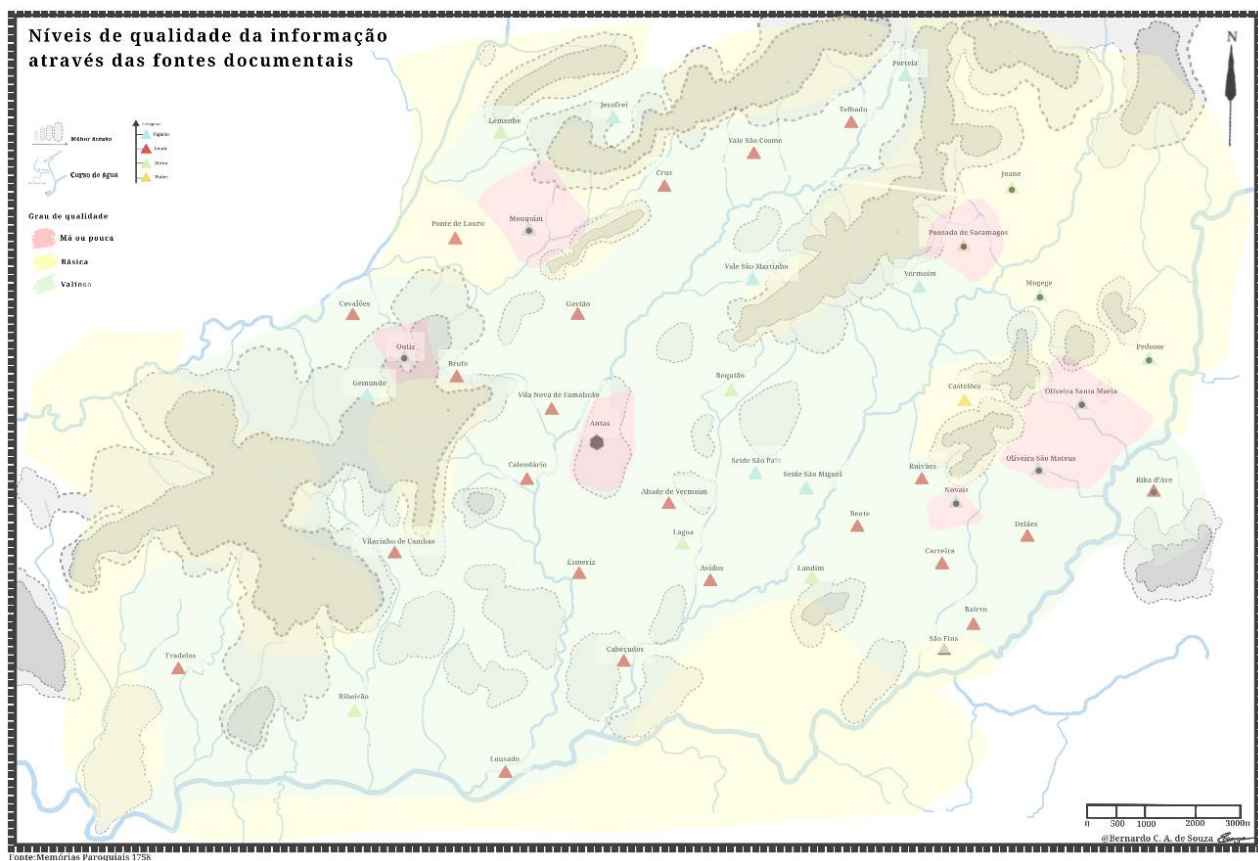 Níveis de qualidade da informação
através das fontes documentais
N
Curso de água
Grau de qualidade
Má ou pouca
Básica
Valioso
Portela
Jesufrei
Lemenhe
Telhado
Vale São Cosme
Cruz
Joane
Ponte de Louro
Mouquim
Pousada de Saramagos
Vale São Martinho
Vermoim
Mogege
Cavalões
Gavião
Outiz
Brufe
Pedome
Gemunde
Requião
Castelões
Oliveira Santa Maria
Vila Nova de Famalicão
Antas
Oliveira São Mateus
Calendário
Seide São Paio
Seide São Miguel
Ruivães
Riba d'Ave
Abade de Vermoim
Novais
Bente
Delães
Lagoa
Vilarinho de Cambas
Carreira
Esmeriz
Avidos
Landim
Bairro
São Fins
Fradelos
Cabeçudos
Ribeirão
Lousado
0 500 1000 2000 3000m
@Bernardo C. A. de Souza
Fonte:Memórias Paroquiais 1758